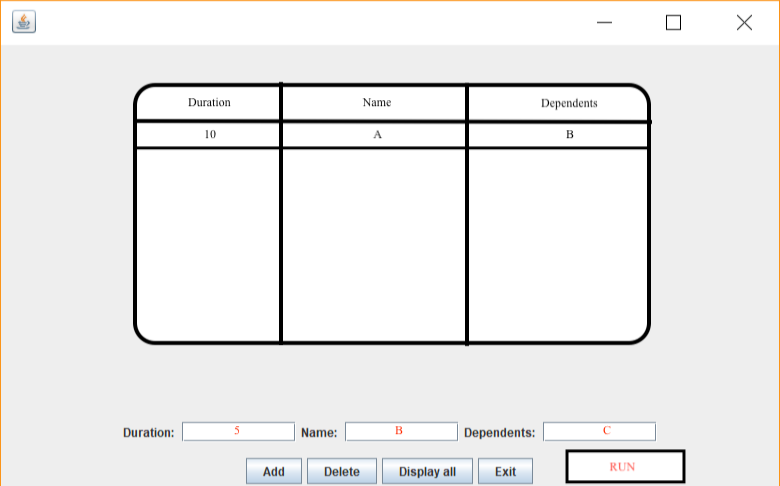 Duration Name Dependents
10 A B
Duration: 5 Name: B Dependents: C
Add Delete Display all Exit RUN